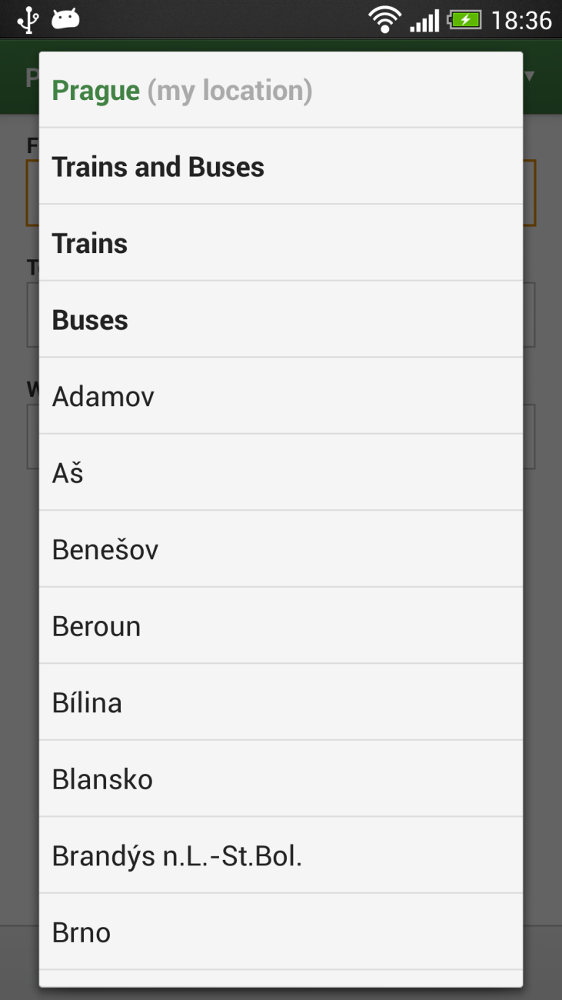 18:36
Prague (my location)
Trains and Buses
Trains
Buses
Adamov
Aš
Benešov
Beroun
Bílina
Blansko
Brandýs n.L.-St.Bol.
Brno